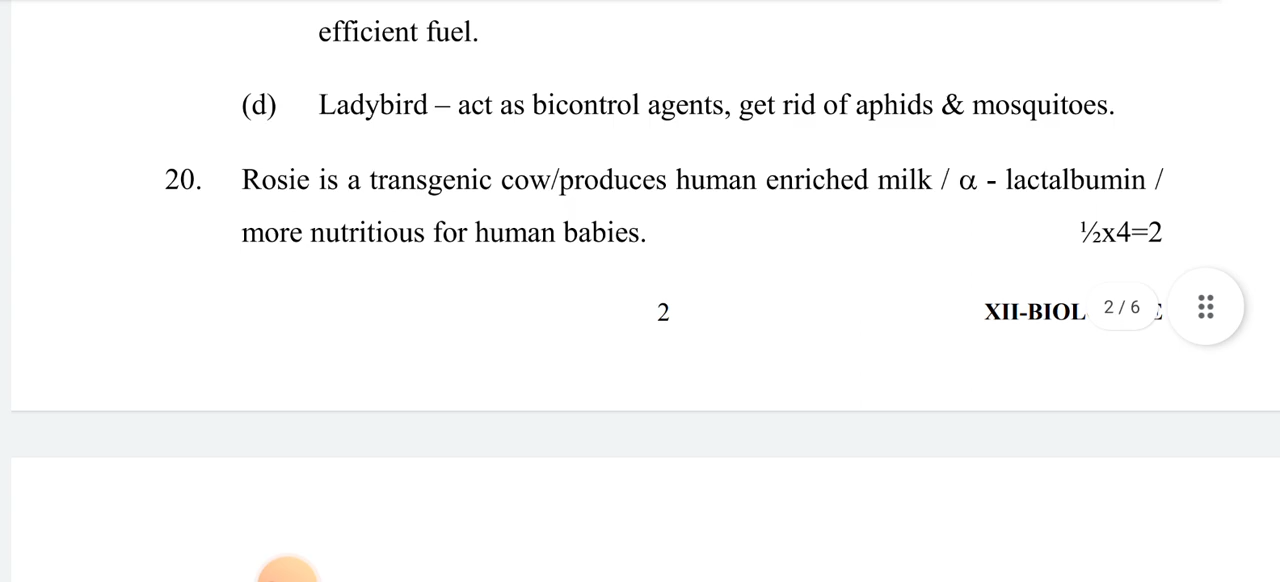 efficient fuel.
(d) Ladybird – act as bicontrol agents, get rid of aphids & mosquitoes.
20. Rosie is a transgenic cow/produces human enriched milk / α - lactalbumin /
more nutritious for human babies. ½x4=2
2 XII-BIOL 2 / 6